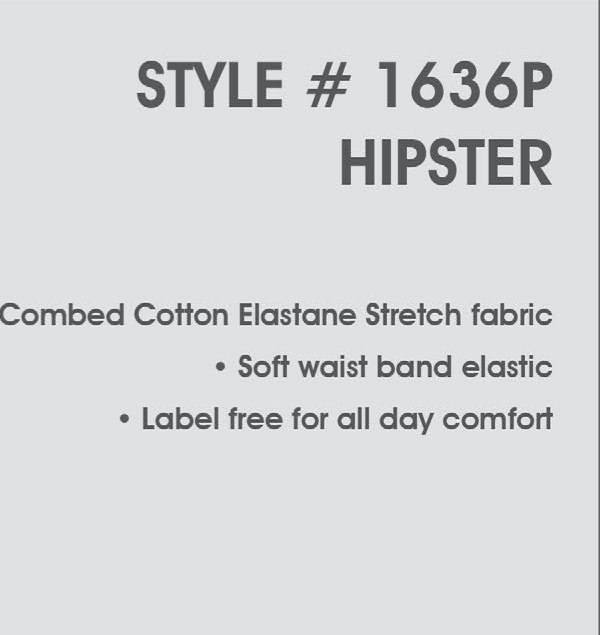 STYLE # 1636P
HIPSTER
Combed Cotton Elastane Stretch fabric
• Soft waist band elastic
• Label free for all day comfort